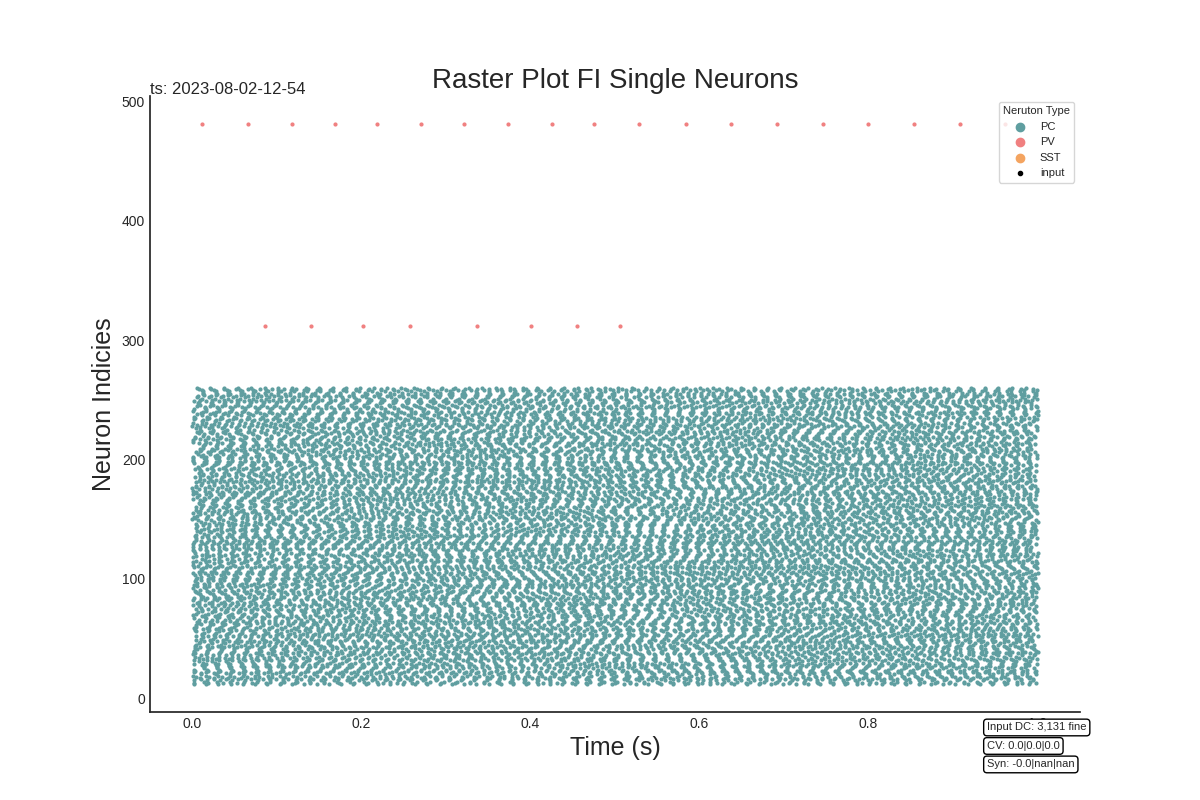 Raster Plot FI Single Neurons
ts: 2023-08-02-12-54
500
400
300
200
100
0
Neuron Indicies
Neruton Type
PC
PV
SST
input
0.0
0.2
0.4
0.6
0.8
Time (s)
Input DC: 3,131 fine
CV: 0.0|0.0|0.0
Syn: -0.0|nan|nan